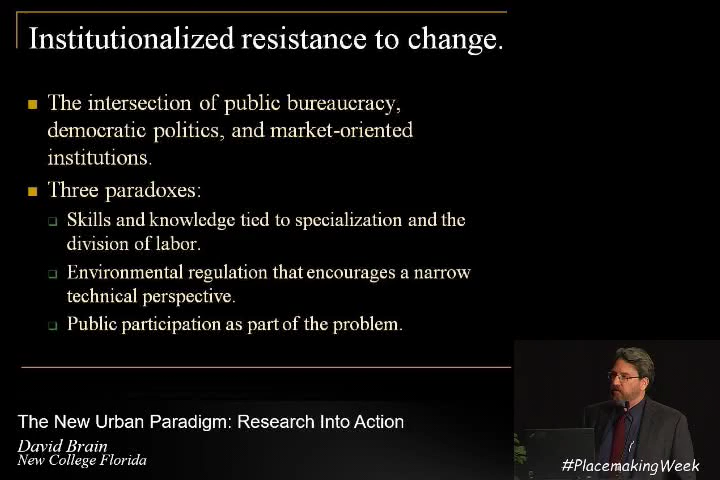 Institutionalized resistance to change.
The intersection of public bureaucracy,
democratic politics, and market-oriented
institutions.
Three paradoxes:
Skills and knowledge tied to specialization and the
division of labor.
Environmental regulation that encourages a narrow
technical perspective.
Public participation as part of the problem.
The New Urban Paradigm: Research Into Action
David Brain
New College Florida
#PlacemakingWeek